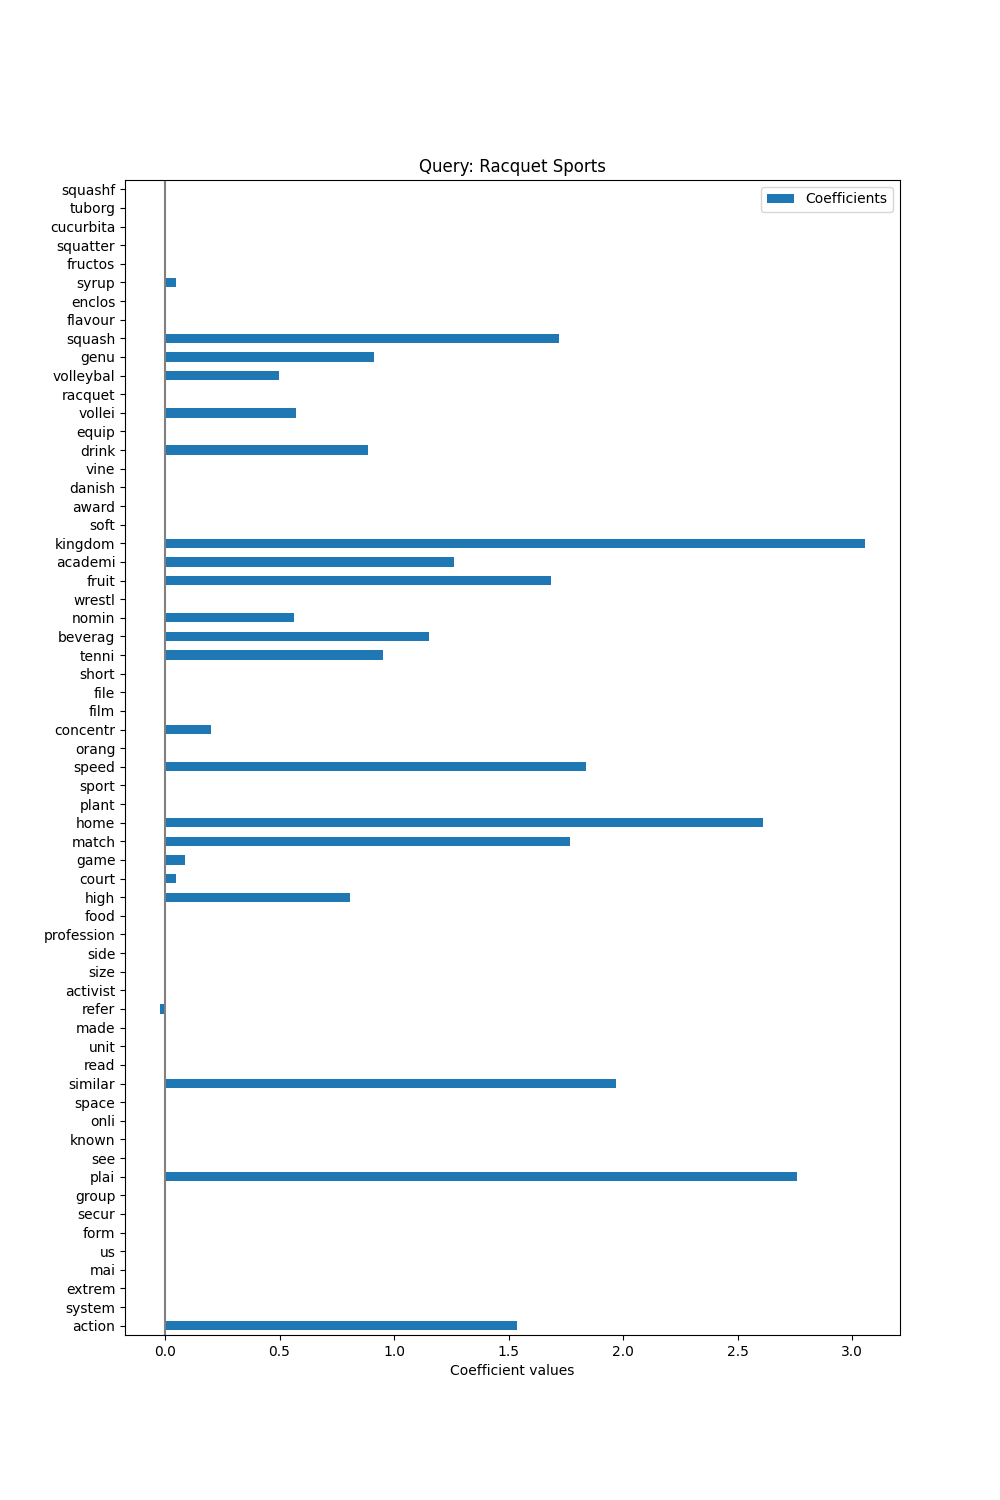 Query: Racquet Sports
Coefficients
squashf
tuborg
cucurbita
squatter
fructos
syrup
enclos
flavour
squash
genu
volleybal
racquet
vollei
equip
drink
vine
danish
award
soft
kingdom
academi
fruit
wrestl
nomin
beverag
tenni
short
file
film
concentr
orang
speed
sport
plant
home
match
game
court
high
food
profession
side
size
activist
refer
made
unit
read
similar
space
onli
known
see
plai
group
secur
form
us
mai
extrem
system
action
0.0 0.5 1.0 1.5 2.0 2.5 3.0
Coefficient values